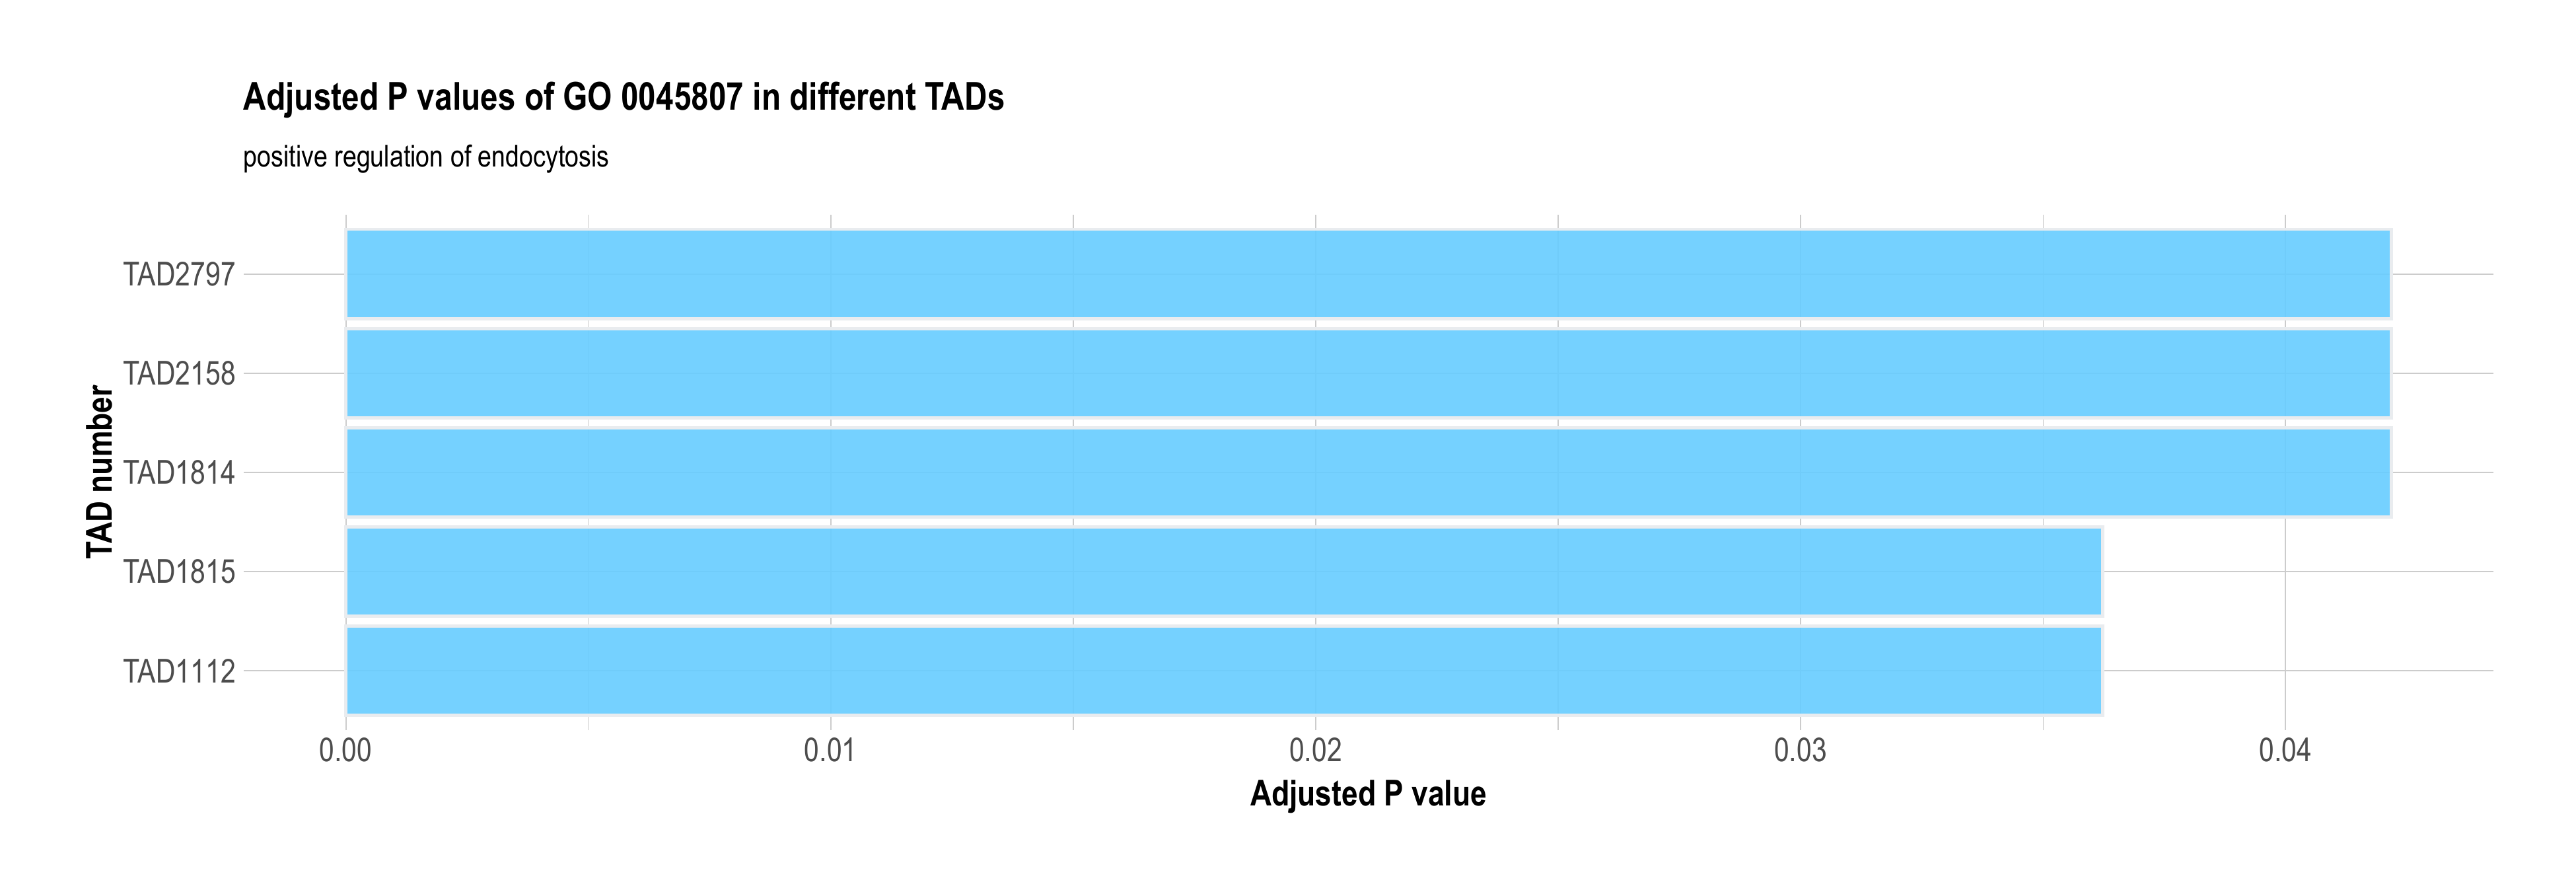 Adjusted P values of GO 0045807 in different TADs
positive regulation of endocytosis
TAD number
TAD2797
TAD2158
TAD1814
TAD1815
TAD1112
0.00 0.01 0.02 0.03 0.04
Adjusted P value